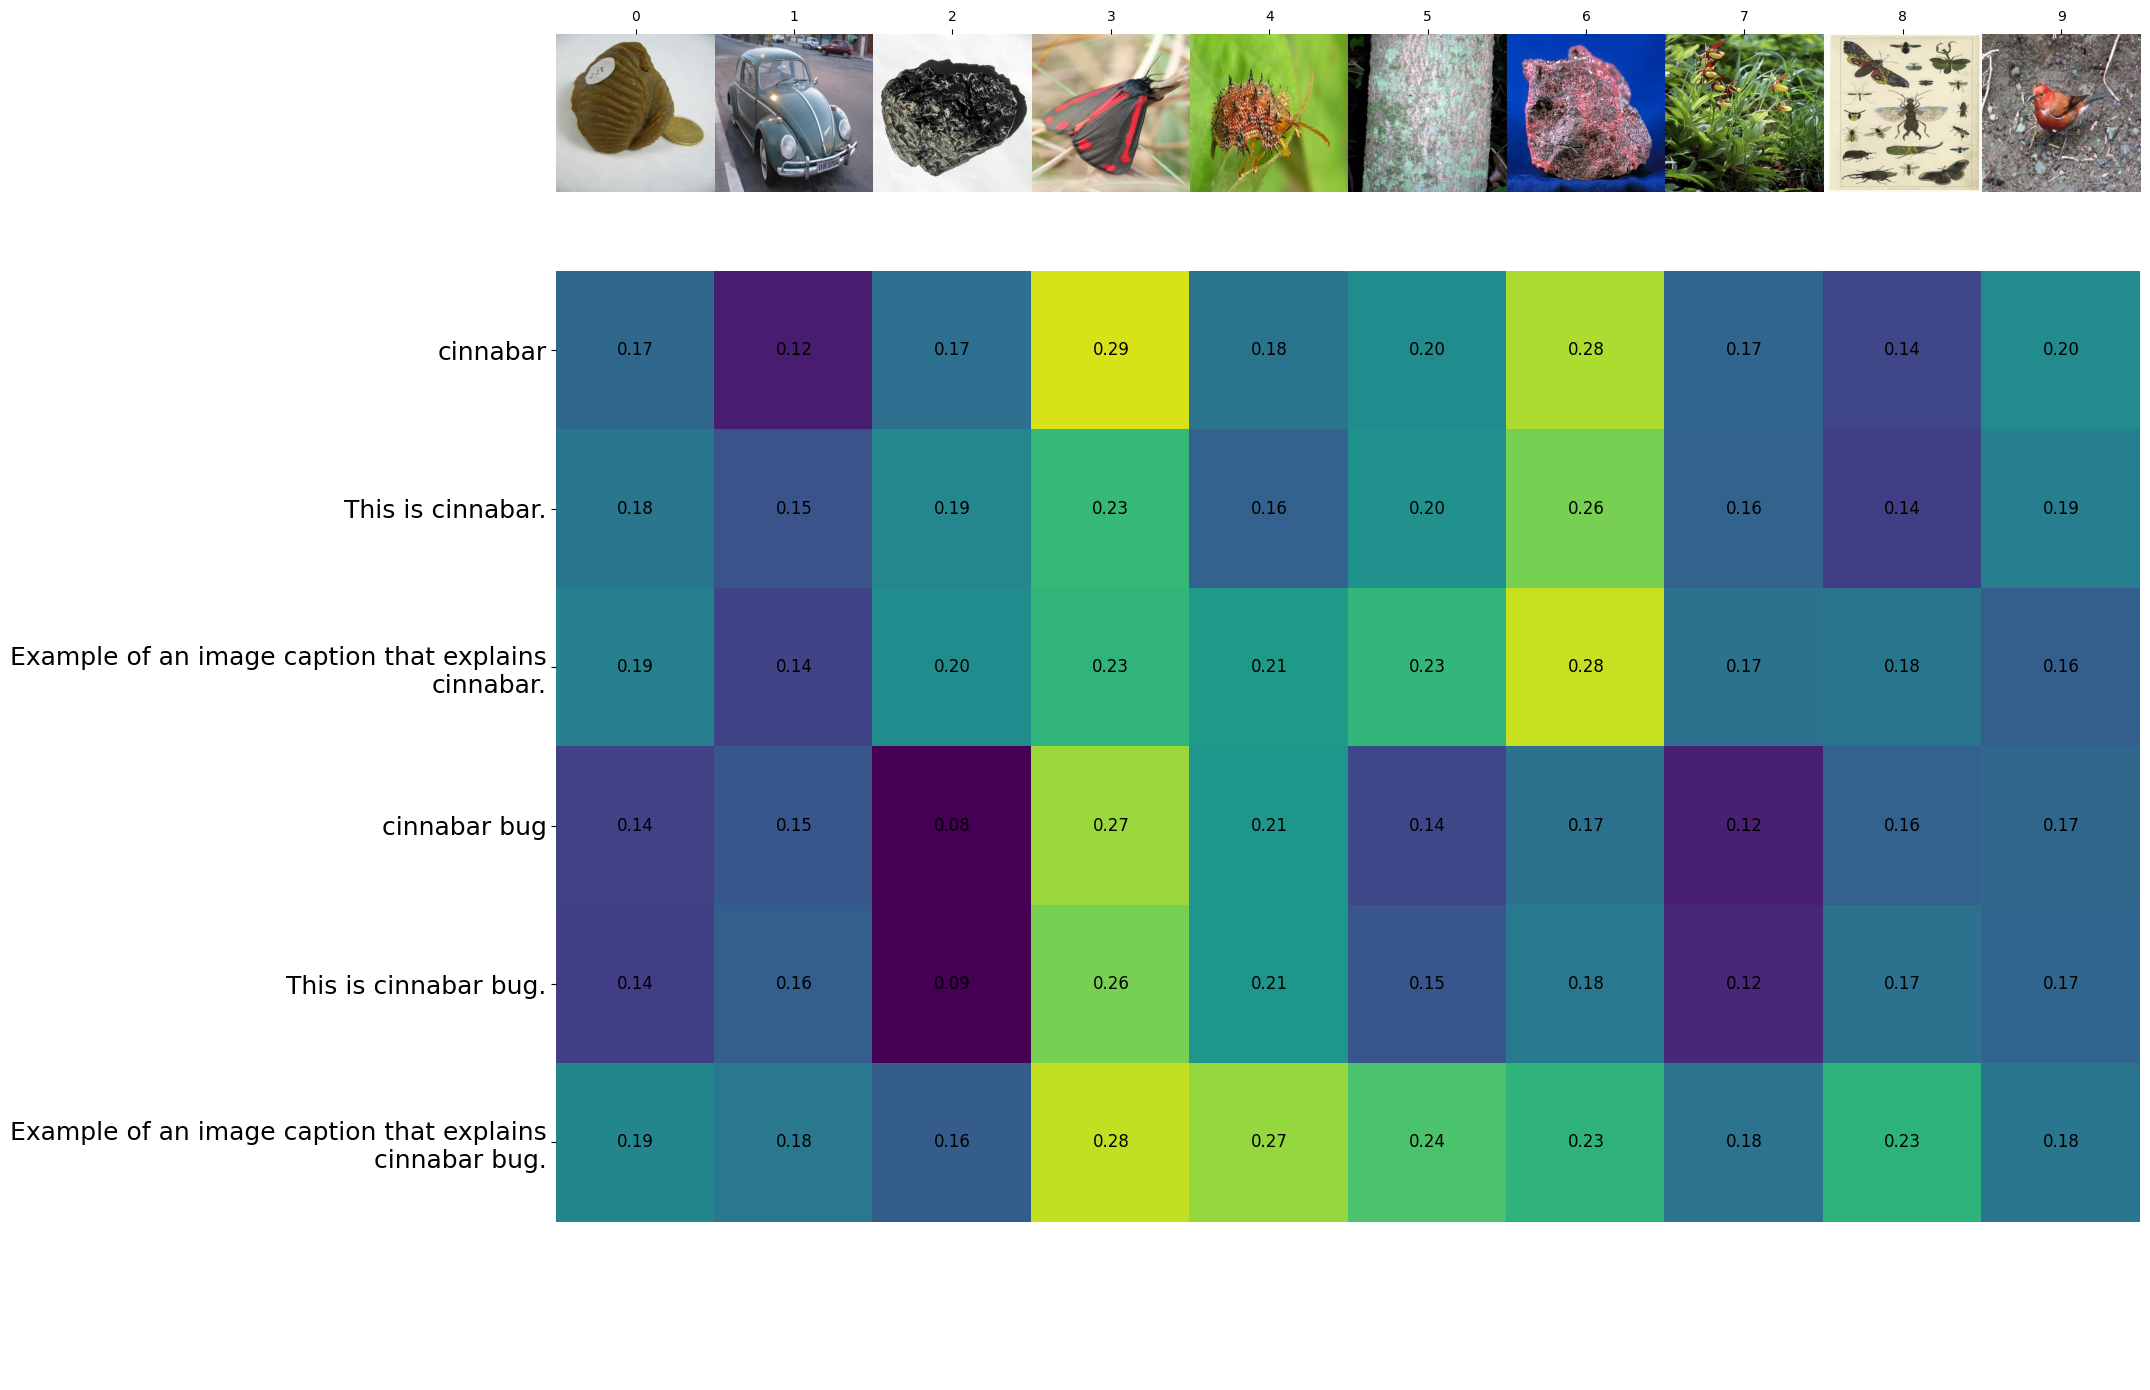 0 1 2 3 4 5 6 7 8 9
cinnabar 0.17 0.12 0.17 0.29 0.18 0.20 0.28 0.17 0.14 0.20
This is cinnabar. 0.18 0.15 0.19 0.23 0.16 0.20 0.26 0.16 0.14 0.19
Example of an image caption that explains
cinnabar. 0.19 0.14 0.20 0.23 0.21 0.23 0.28 0.17 0.18 0.16
cinnabar bug 0.14 0.15 0.08 0.27 0.21 0.14 0.17 0.12 0.16 0.17
This is cinnabar bug. 0.14 0.16 0.09 0.26 0.21 0.15 0.18 0.12 0.17 0.17
Example of an image caption that explains
cinnabar bug. 0.19 0.18 0.16 0.28 0.27 0.24 0.23 0.18 0.23 0.18